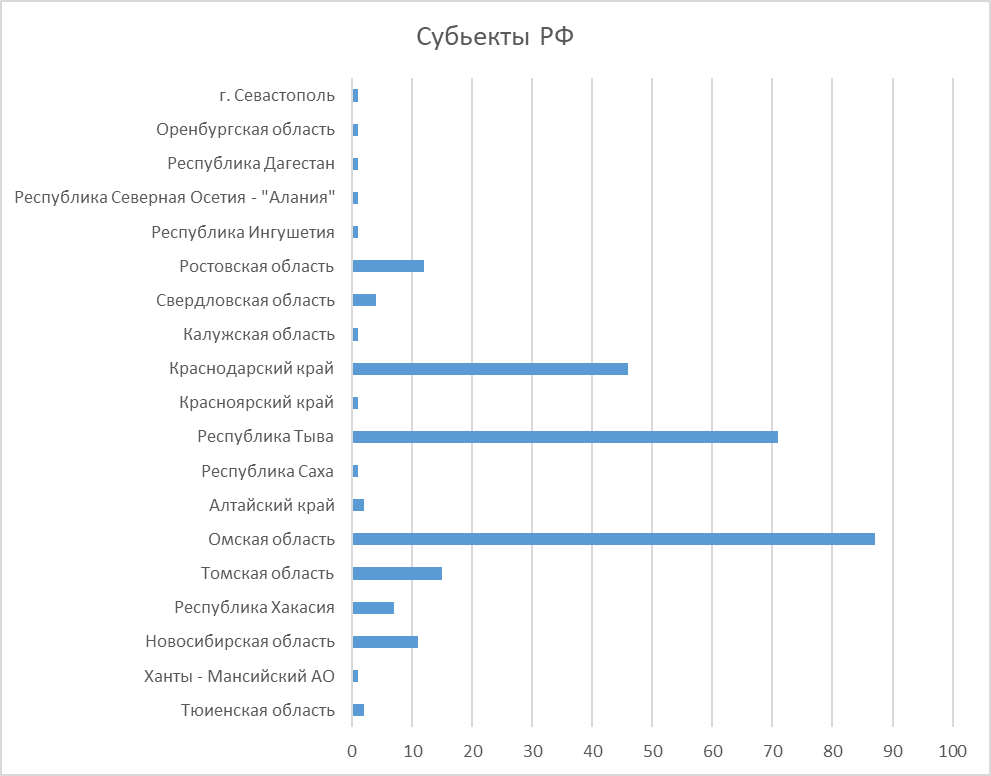 Субьекты РФ
г. Севастополь
Оренбургская область
Республика Дагестан
Республика Северная Осетия - "Алания"
Республика Ингушетия
Ростовская область
Свердловская область
Калужская область
Краснодарский край
Красноярский край
Республика Тыва
Республика Саха
Алтайский край
Омская область
Томская область
Республика Хакасия
Новосибирская область
Ханты - Мансийский АО
Тюиенская область
0 10 20 30 40 50 60 70 80 90 100